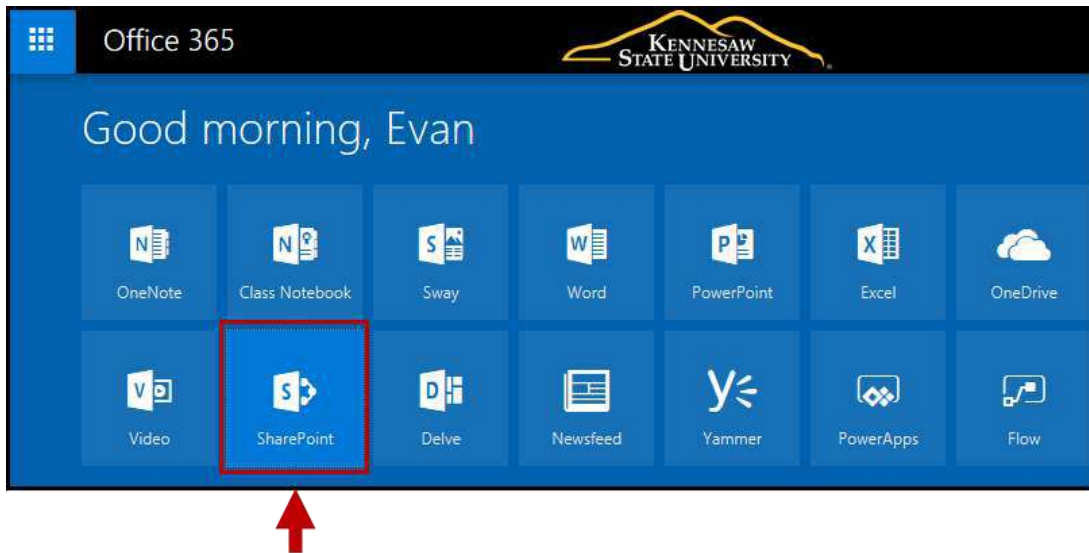 Office 365
KENNESAW
STATE UNIVERSITY
Good morning, Evan
OneNote
Class Notebook
Sway
Word
PowerPoint
Excel
OneDrive
Video
SharePoint
Delve
Newsfeed
Yammer
PowerApps
Flow